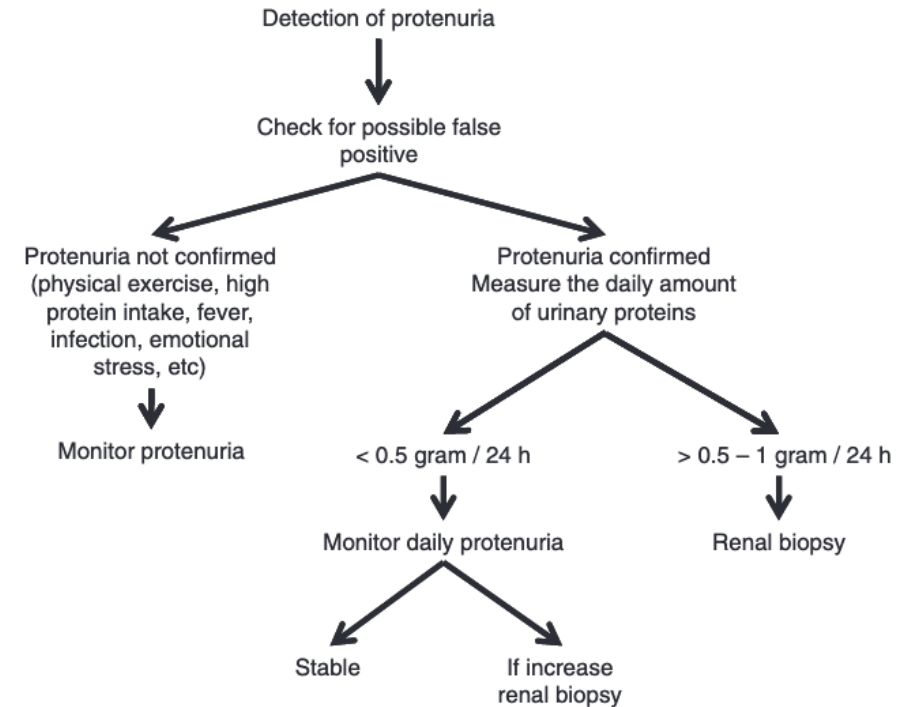 Detection of protenuria
Check for possible false
positive
Protenuria not confirmed
(physical exercise, high
protein intake, fever,
infection, emotional
stress, etc)
Monitor protenuria
Protenuria confirmed
Measure the daily amount
of urinary proteins
< 0.5 gram / 24 h
> 0.5 – 1 gram / 24 h
Monitor daily protenuria
Renal biopsy
Stable
If increase
renal biopsy